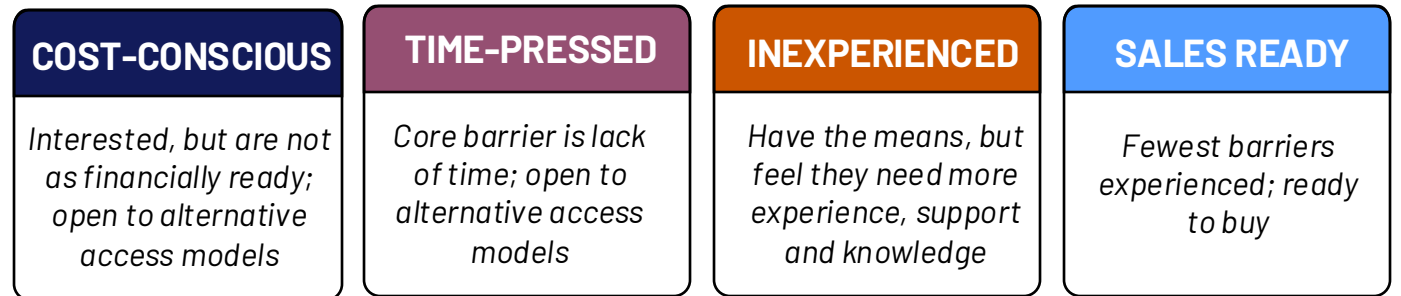 COST-CONSCIOUS
Interested, but are not
as financially ready;
open to alternative
access models
TIME-PRESSED
Core barrier is lack
of time; open to
alternative access
models
INEXPERIENCED
Have the means, but
feel they need more
experience, support
and knowledge
SALES READY
Fewest barriers
experienced; ready
to buy